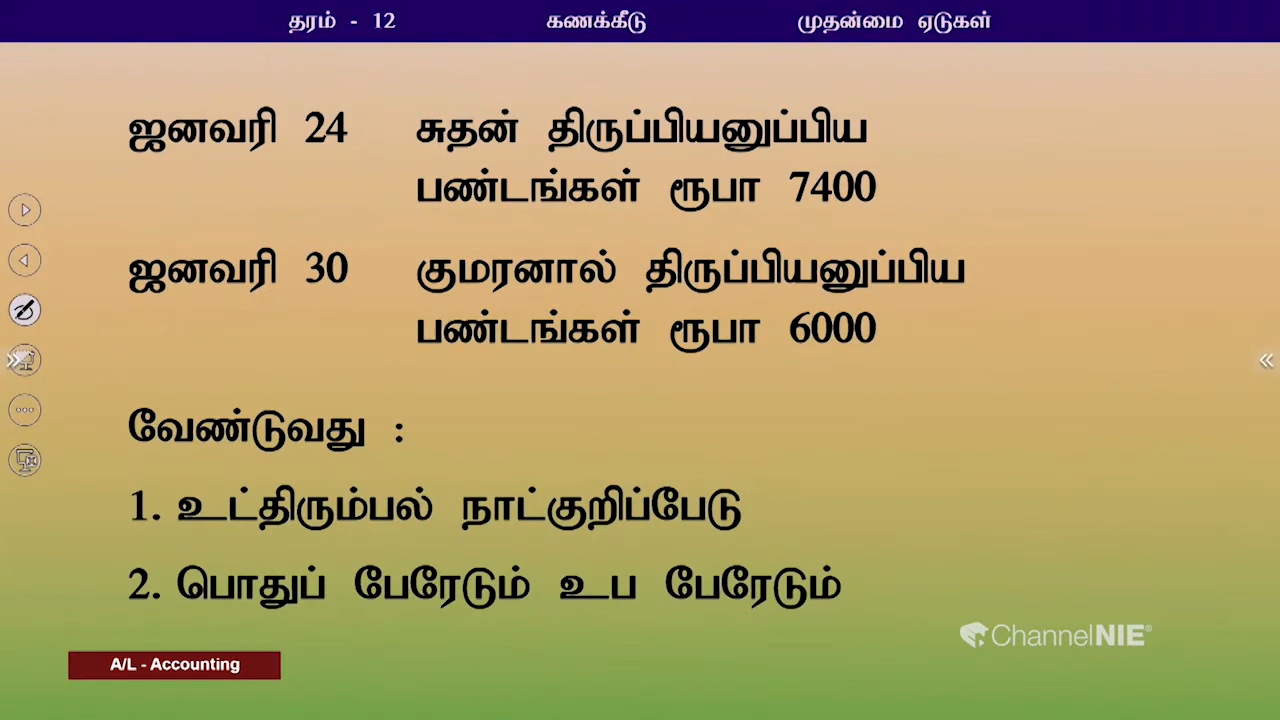 தரம் - 12 கணக்கீடு முதன்மை ஏடுகள்
ஜனவரி 24 சுதன் திருப்பியனுப்பிய
பண்டங்கள் ரூபா 7400
ஜனவரி 30 குமரனால் திருப்பியனுப்பிய
பண்டங்கள் ரூபா 6000
வேண்டுவது :
1. உட்திரும்பல் நாட்குறிப்பேடு
2. பொதுப் பேரேடும் உப பேரேடும்
ChannelNIE®
A/L - Accounting